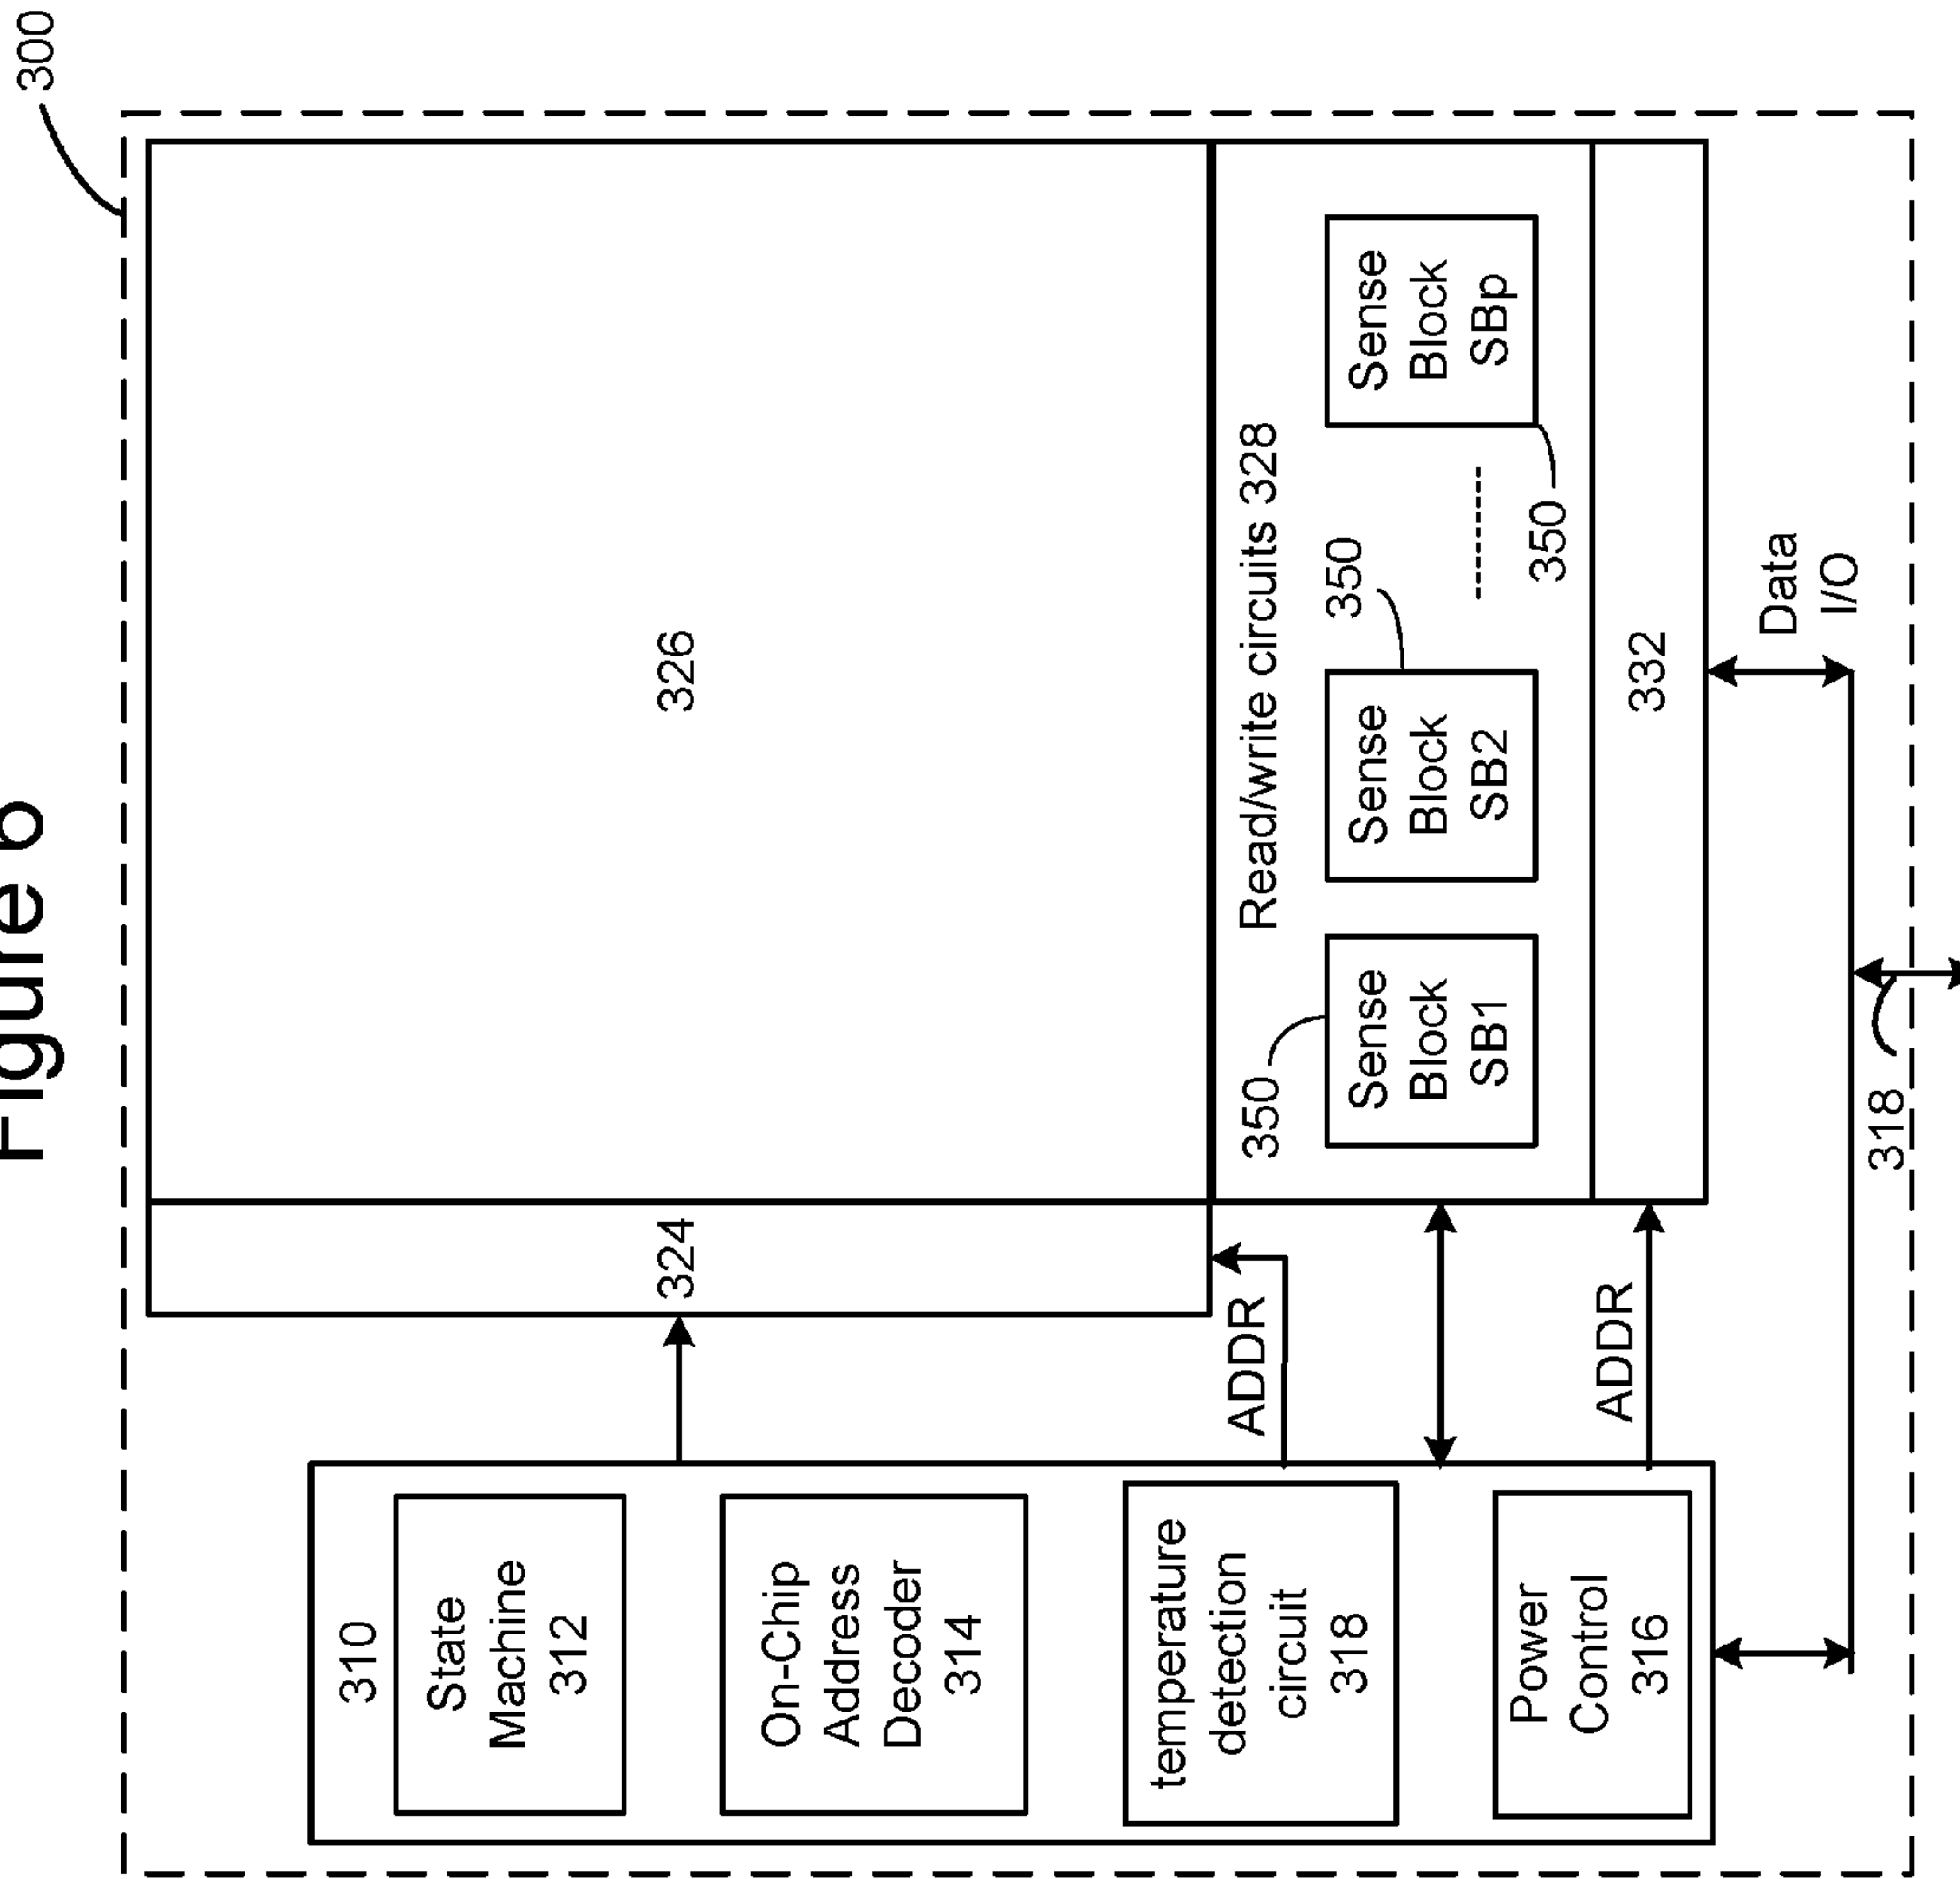 Figure 6
300
310
State
Machine
312
On-Chip
Address
Decoder
314
temperature
detection
circuit
318
Power
Control
316
324
326
ADDR
ADDR
Read/write circuits 328
350
Sense
Block
SB1
350
Sense
Block
SB2
Sense
Block
SBp
350
332
Data
I/O
318